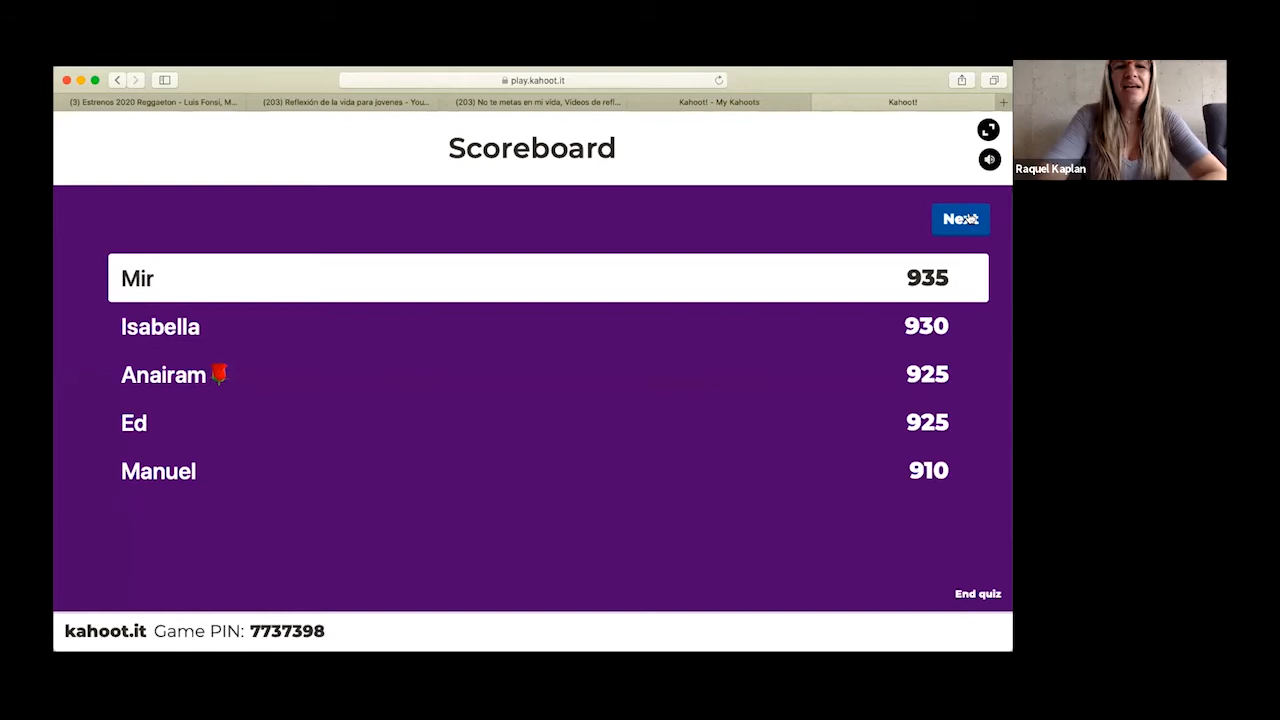 play.kahoot.it
(3) Estrenos 2020 Reggaeton - Luis Fonsi, M...
(203) Reflexión de la vida para jovenes - You...
(203) No te metas en mi vida, Videos de refl...
Kahoot! - My Kahoots
Kahoot!
Scoreboard
Raquel Kaplan
Next
Mir 935
Isabella 930
Anairam🌹 925
Ed 925
Manuel 910
End quiz
kahoot.it Game PIN: 7737398